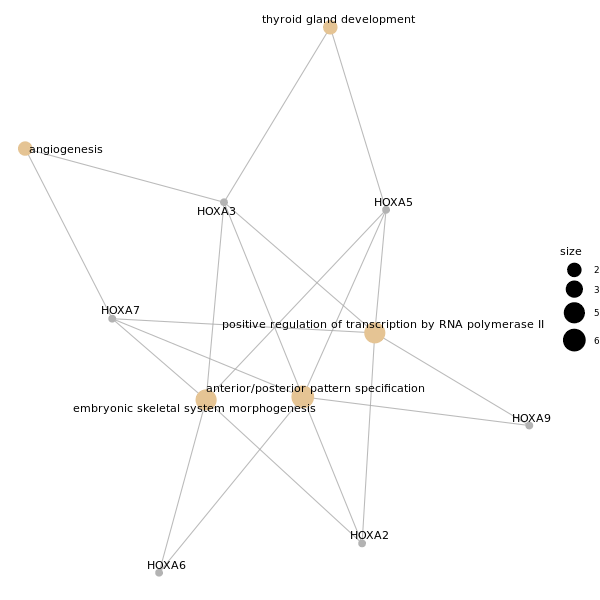 thyroid gland development
angiogenesis
HOXA3
HOXA5
size
2
3
5
6
HOXA7
positive regulation of transcription by RNA polymerase II
anterior/posterior pattern specification
embryonic skeletal system morphogenesis
HOXA9
HOXA2
HOXA6